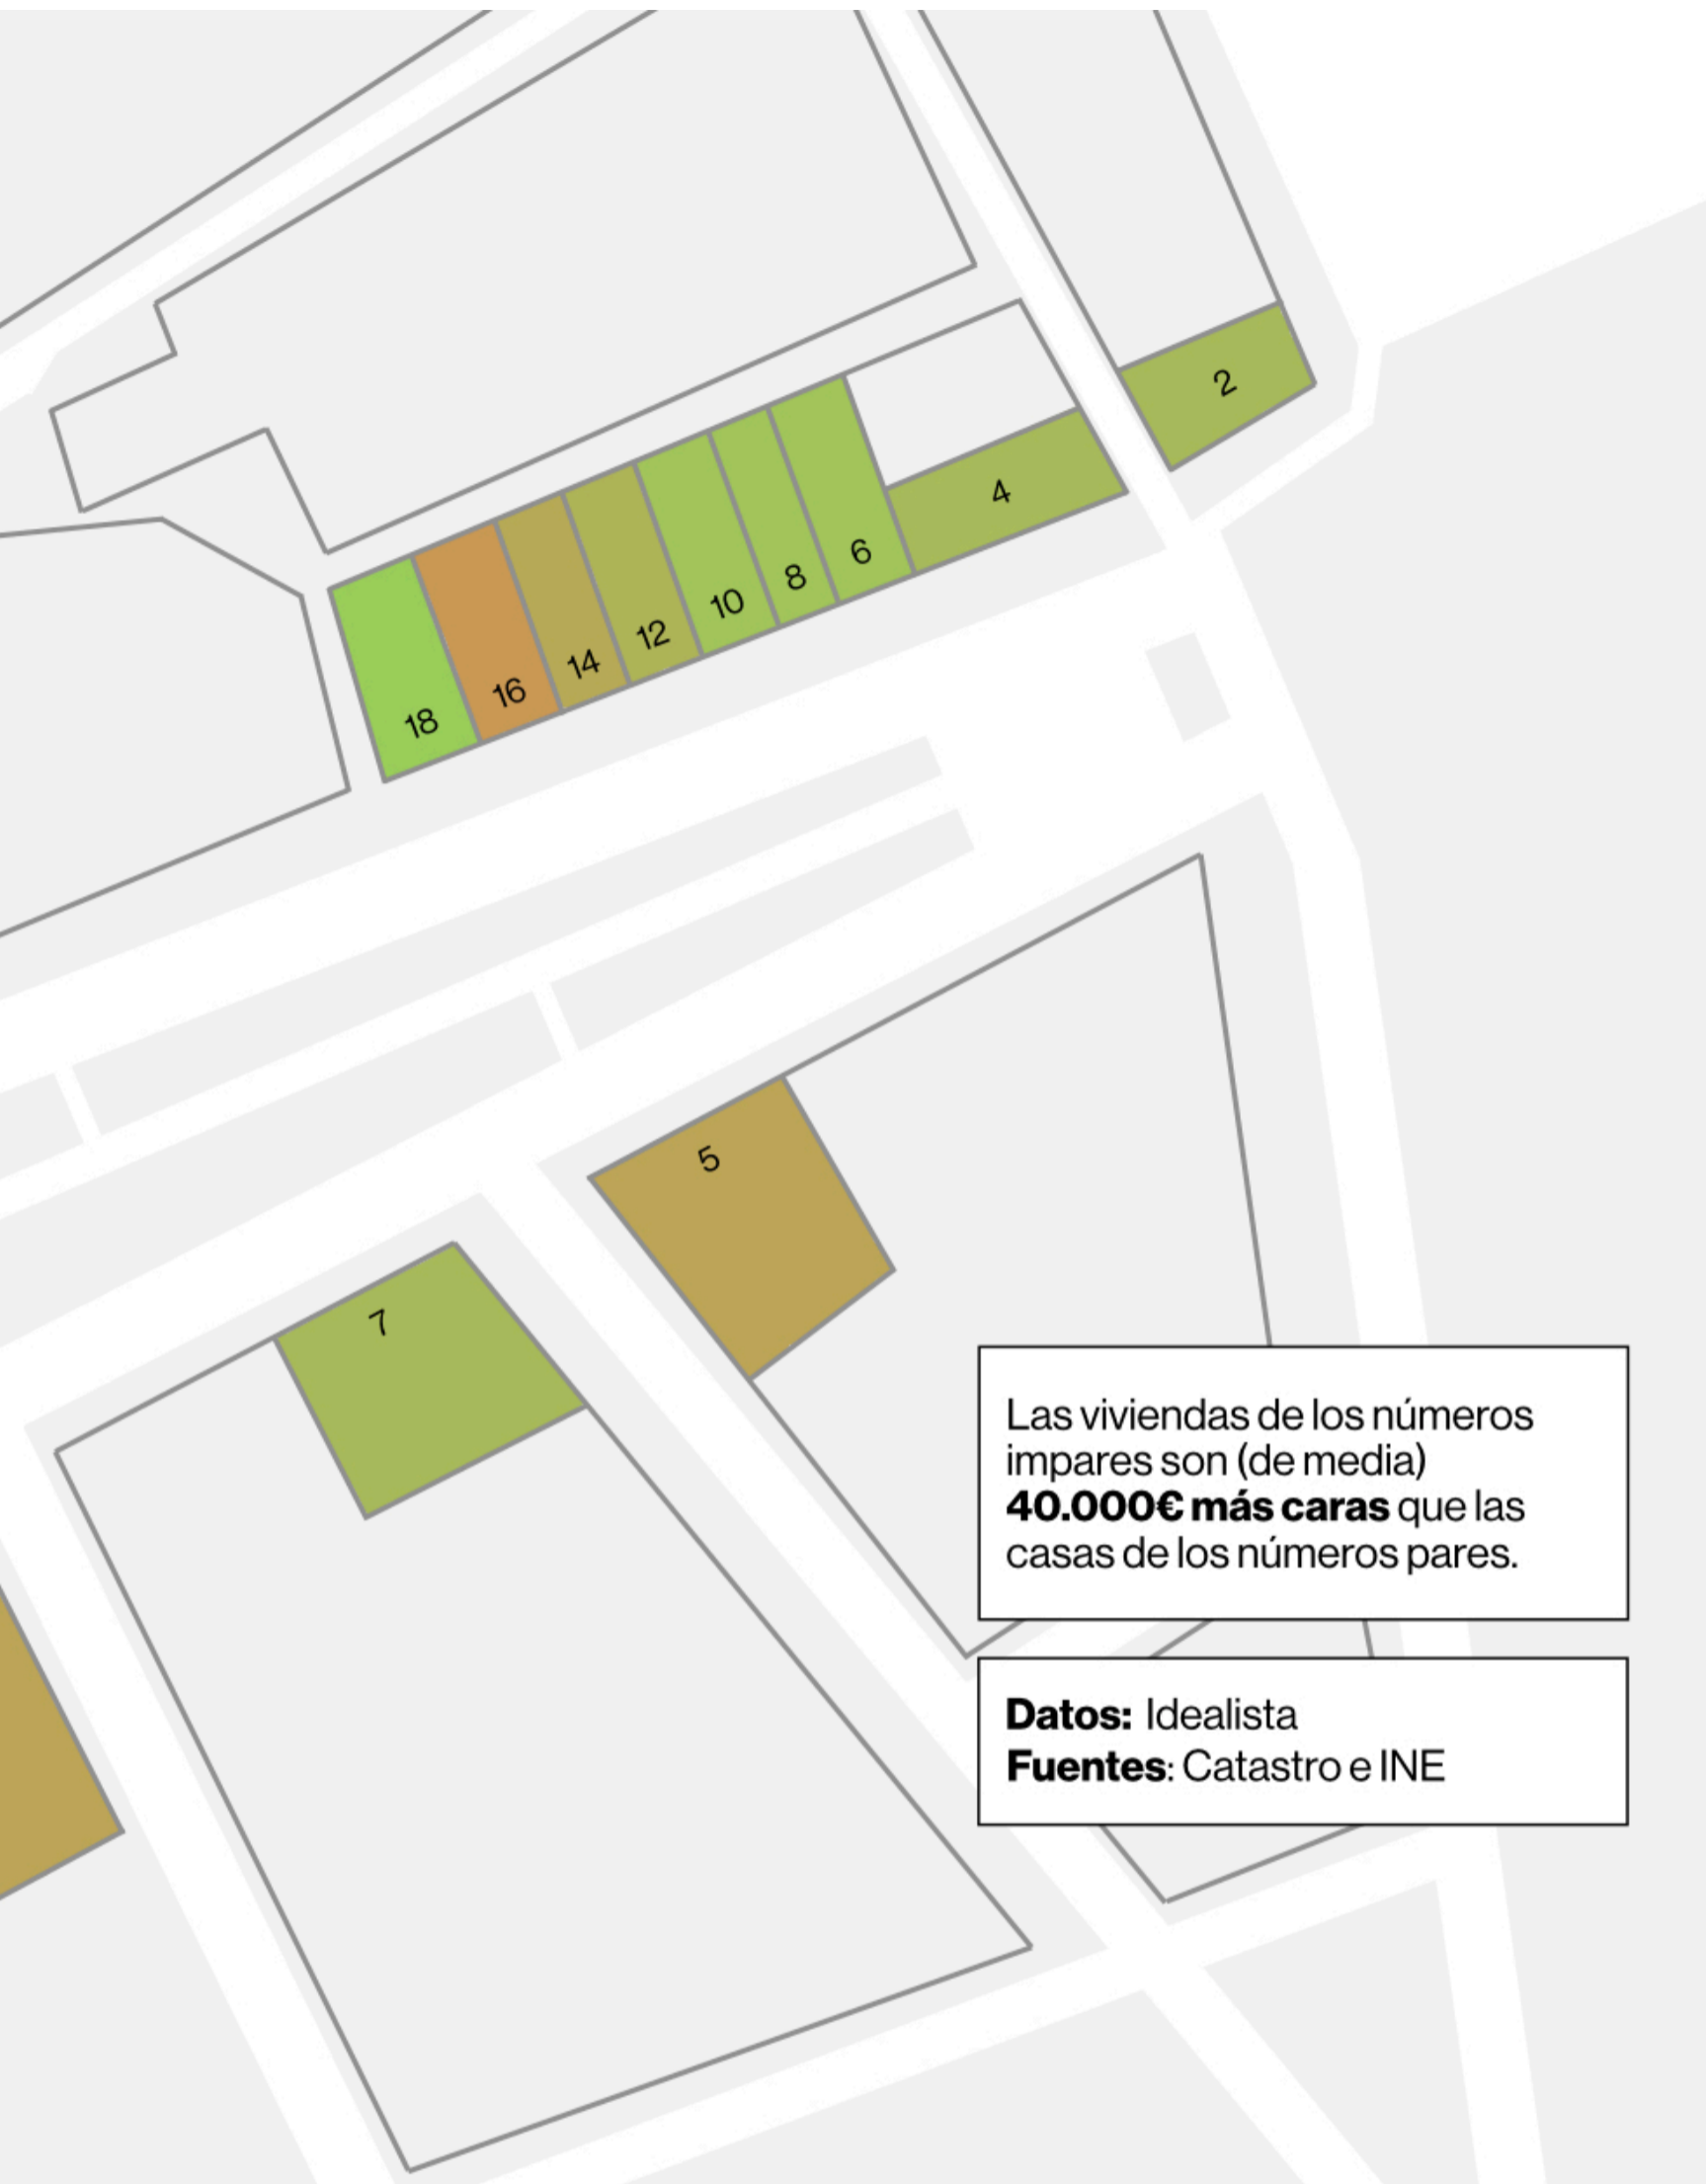 2
4
6
8
10
12
14
16
18
5
7
Las viviendas de los números
impares son (de media)
40.000€ más caras que las
casas de los números pares.
Datos: Idealista
Fuentes: Catastro e INE